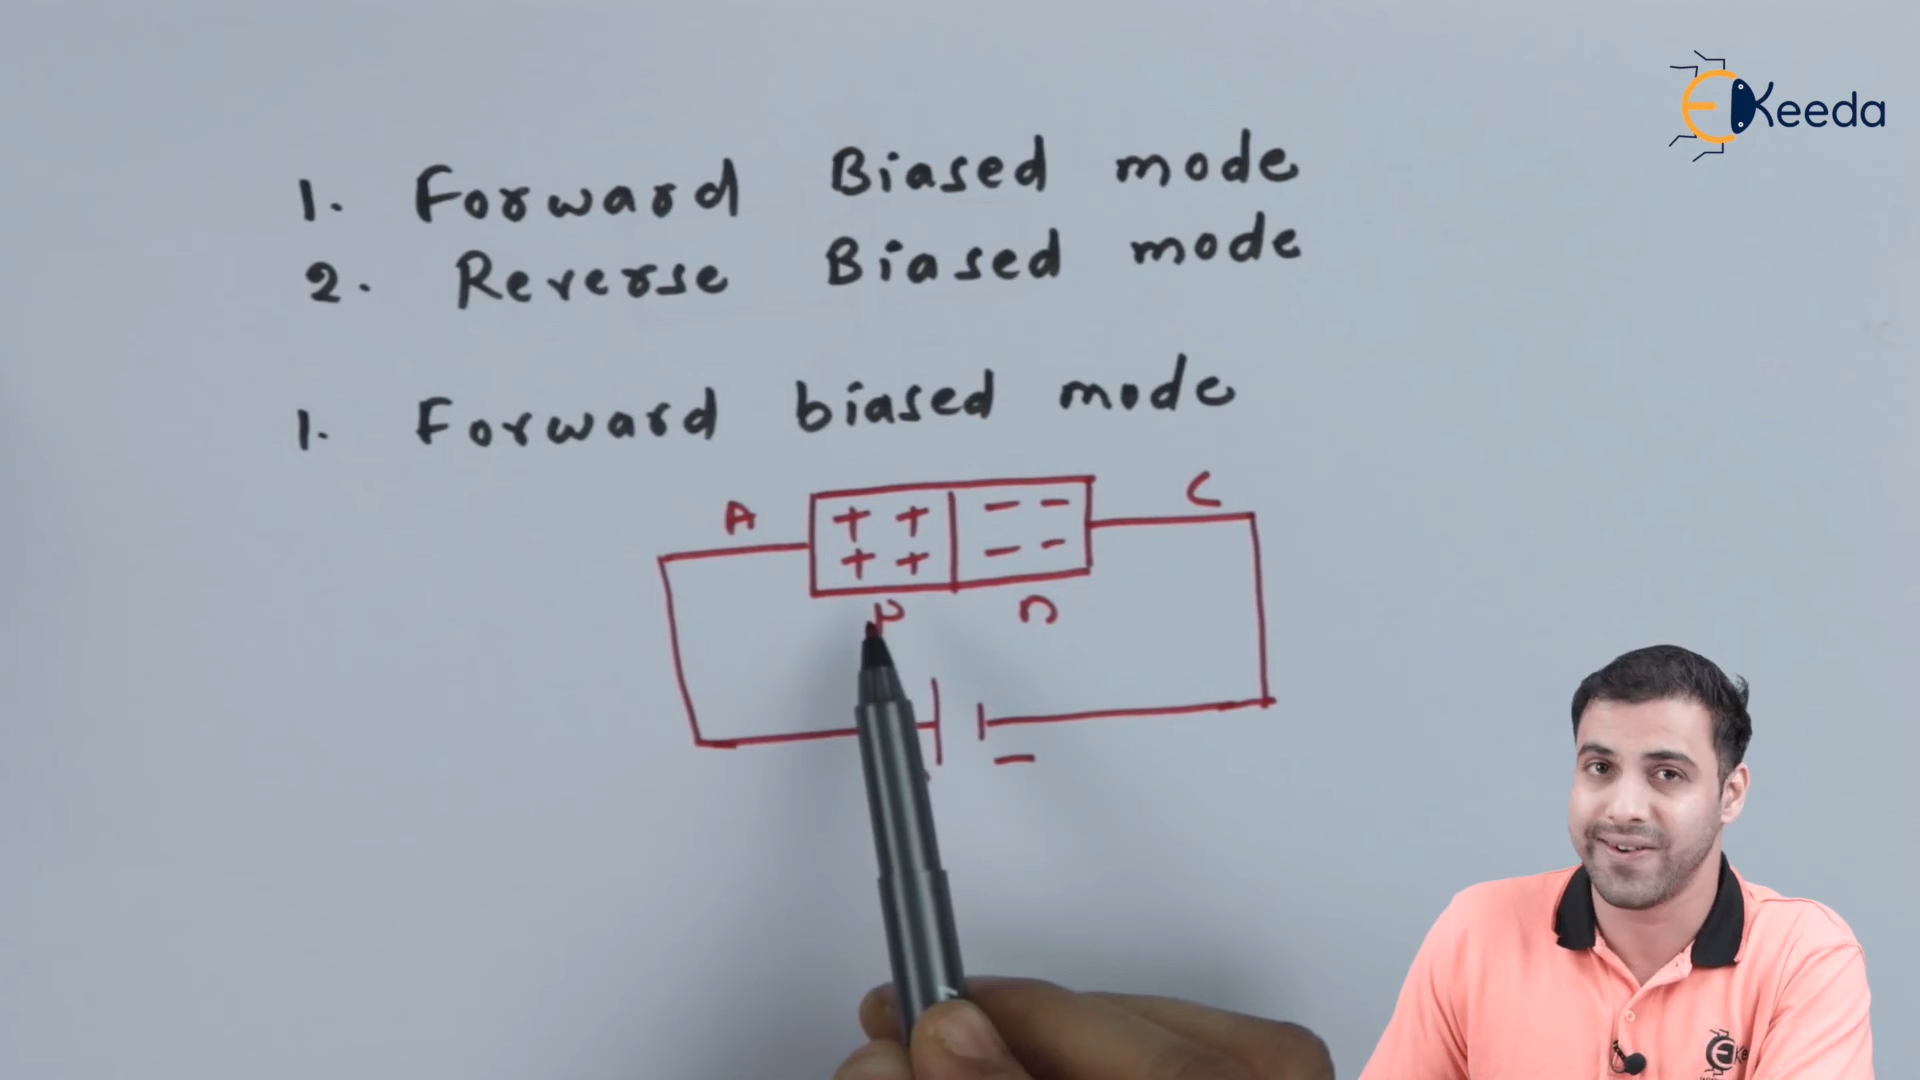 EKeeda
1. Forward Biased mode
2. Reverse Biased mode
1. Forward biased mode
A + + - - C
+ + - -
P n
-